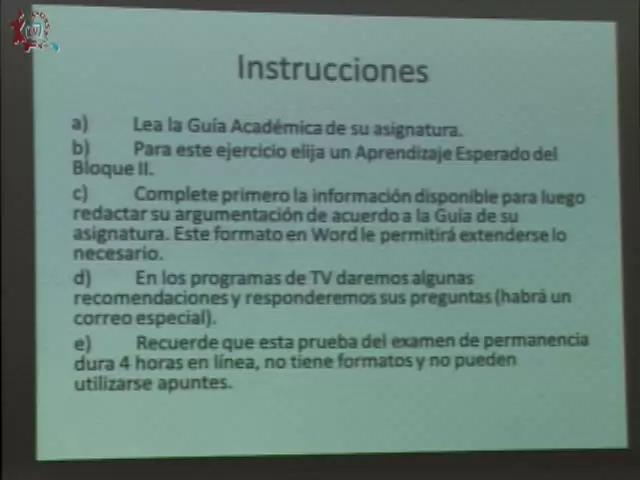 Instrucciones
a) Lea la Guía Académica de su asignatura.
b) Para este ejercicio elija un Aprendizaje Esperado del
Bloque II.
c) Complete primero la información disponible para luego
redactar su argumentación de acuerdo a la Guía de su
asignatura. Este formato en Word le permitirá extenderse lo
necesario.
d) En los programas de TV daremos algunas
recomendaciones y responderemos sus preguntas (habrá un
correo especial).
e) Recuerde que esta prueba del examen de permanencia
dura 4 horas en línea, no tiene formatos y no pueden
utilizarse apuntes.